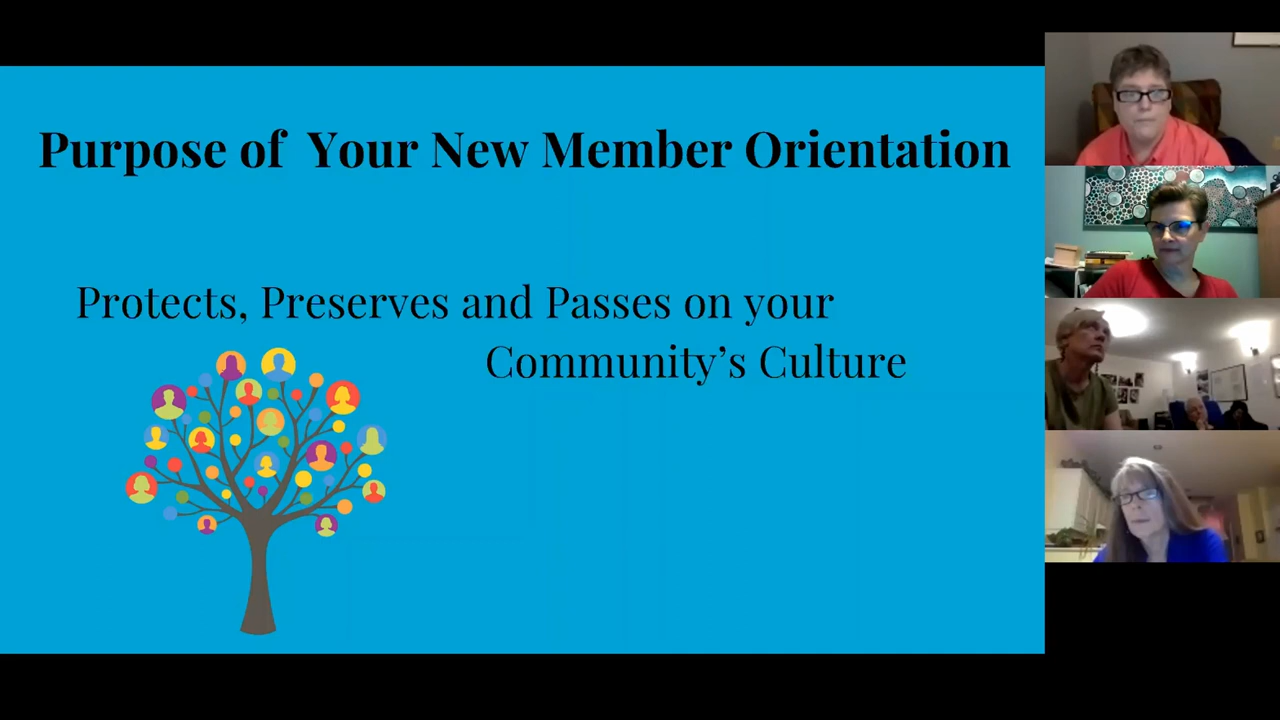 Purpose of Your New Member Orientation
Protects, Preserves and Passes on your
Community’s Culture